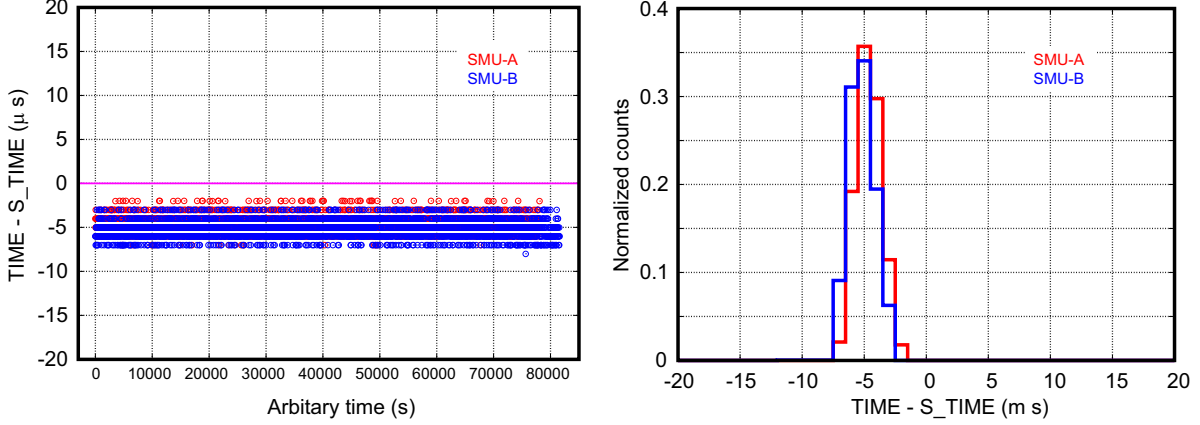 TIME - S_TIME (μ s)
20
15
10
5
0
-5
-10
-15
-20
SMU-A
SMU-B
0 10000 20000 30000 40000 50000 60000 70000 80000
Arbitary time (s)
Normalized counts
0.4
0.3
0.2
0.1
0
SMU-A
SMU-B
-20 -15 -10 -5 0 5 10 15 20
TIME - S_TIME (m s)